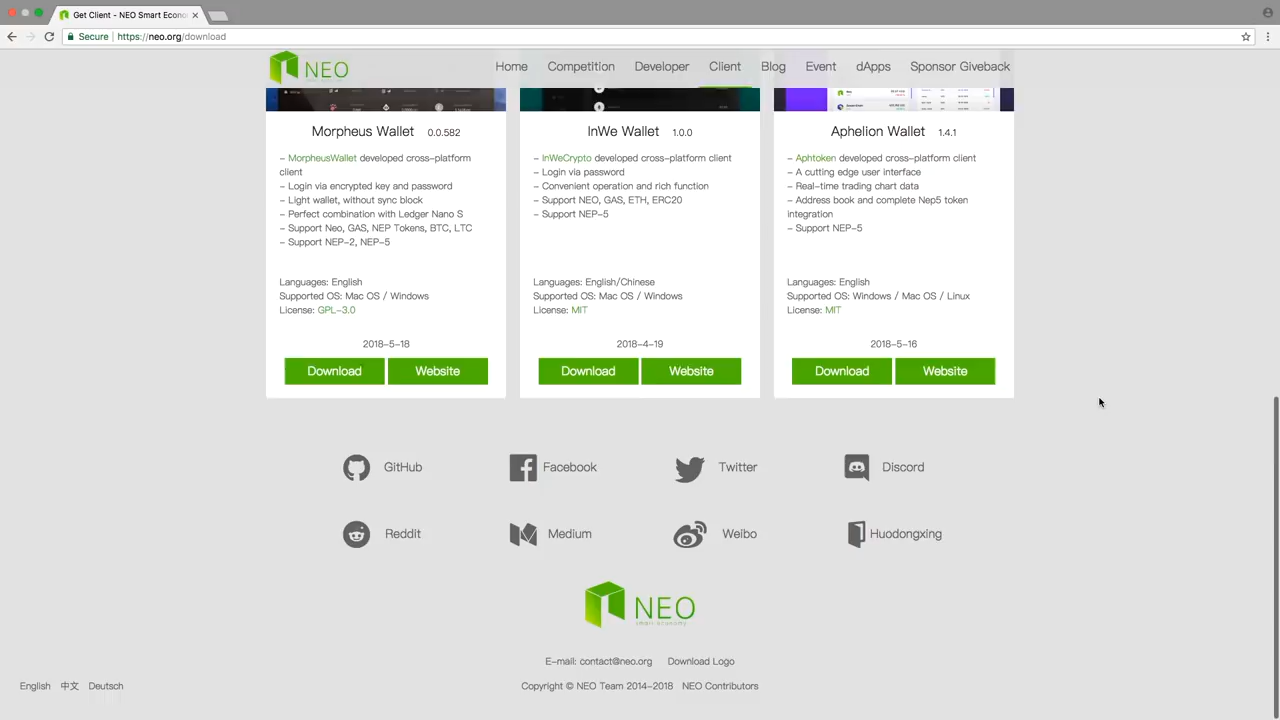 Get Client - NEO Smart Econo
Secure | https://neo.org/download
NEO
Home Competition Developer Client Blog Event dApps Sponsor Giveback
Morpheus Wallet 0.0.582
- MorpheusWallet developed cross-platform
client
- Login via encrypted key and password
- Light wallet, without sync block
- Perfect combination with Ledger Nano S
- Support Neo, GAS, NEP Tokens, BTC, LTC
- Support NEP-2, NEP-5
Languages: English
Supported OS: Mac OS / Windows
License: GPL-3.0
2018-5-18
Download Website
InWe Wallet 1.0.0
- InWeCrypto developed cross-platform client
- Login via password
- Convenient operation and rich function
- Support NEO, GAS, ETH, ERC20
- Support NEP-5
Languages: English/Chinese
Supported OS: Mac OS / Windows
License: MIT
2018-4-19
Download Website
Aphelion Wallet 1.4.1
- Aphtoken developed cross-platform client
- A cutting edge user interface
- Real-time trading chart data
- Address book and complete Nep5 token
integration
- Support NEP-5
Languages: English
Supported OS: Windows / Mac OS / Linux
License: MIT
2018-5-16
Download Website
GitHub Facebook Twitter Discord
Reddit Medium Weibo Huodongxing
NEO
smart economy
E-mail: contact@neo.org Download Logo
English 中文 Deutsch Copyright © NEO Team 2014-2018 NEO Contributors